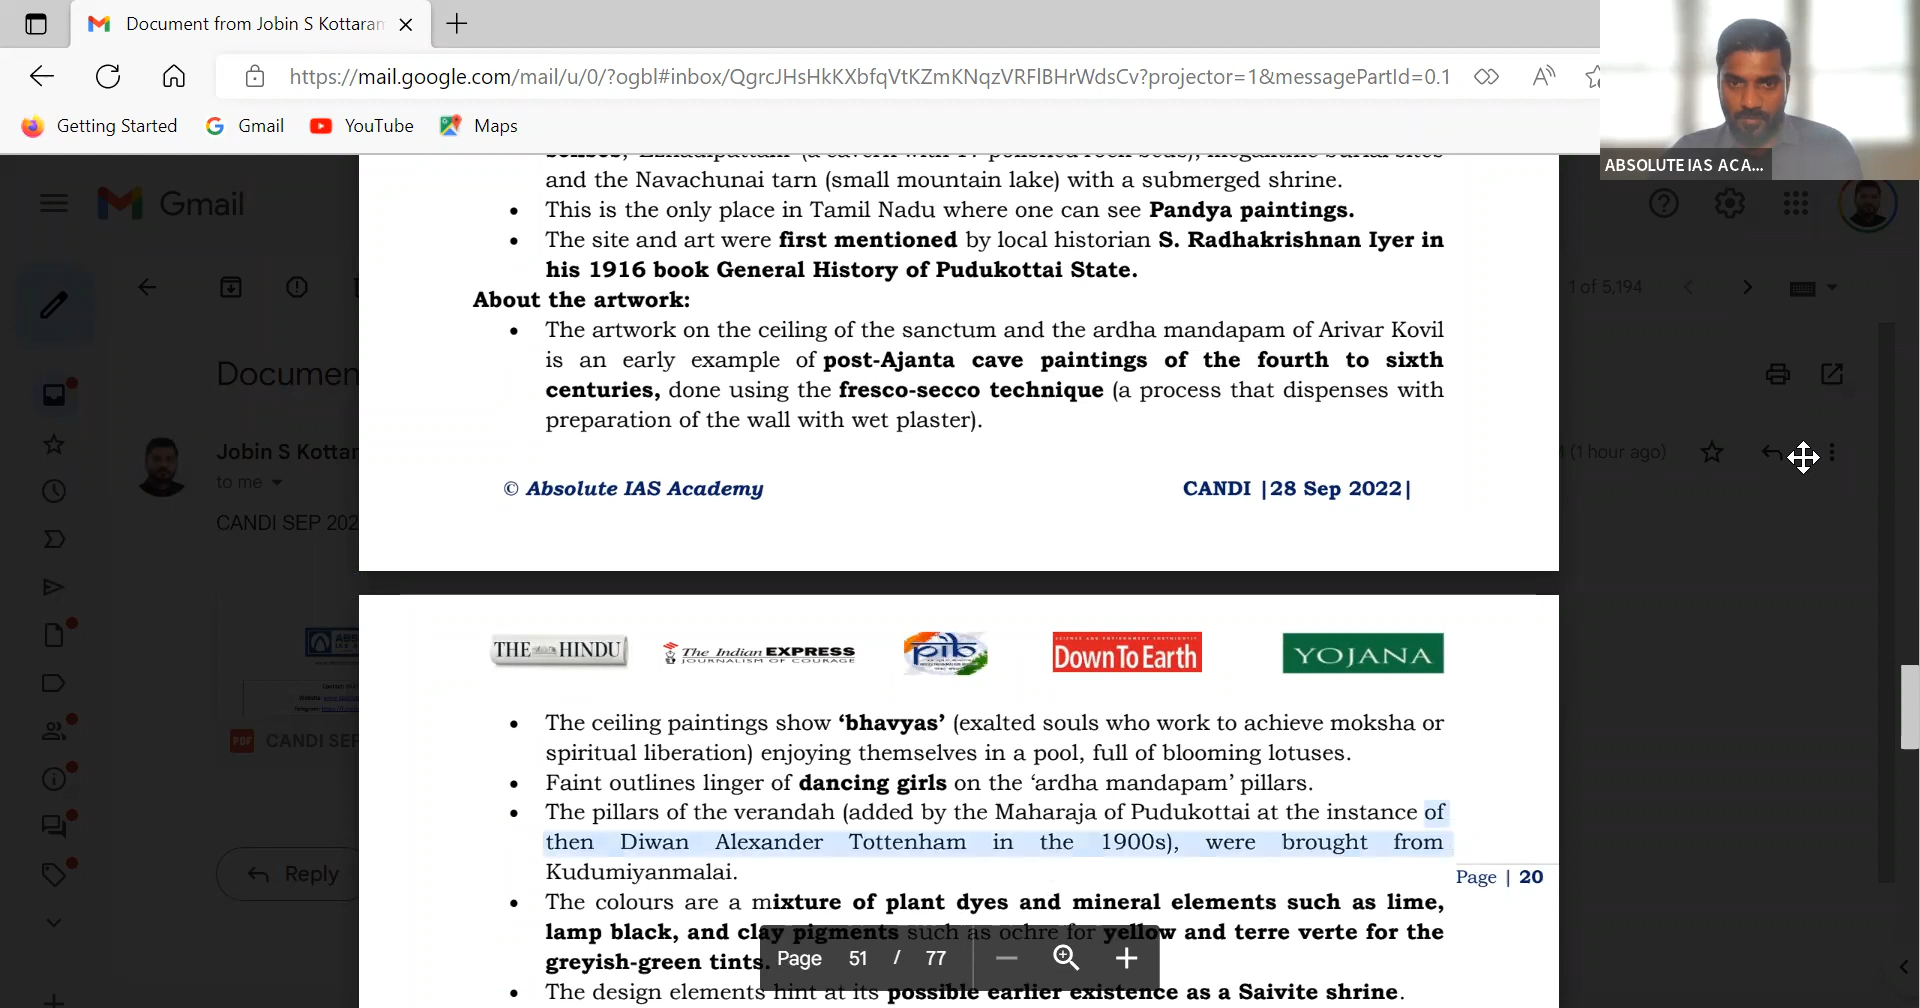 Document from Jobin S Kottaram
https://mail.google.com/mail/u/0/?ogbl#inbox/QgrcJHsHkKXbfqVtKZmKNqzVRFlBHrWdsCv?projector=1&messagePartId=0.1
Getting Started Gmail YouTube Maps
ABSOLUTE IAS ACA...
Gmail
and the Navachunai tarn (small mountain lake) with a submerged shrine.
• This is the only place in Tamil Nadu where one can see Pandya paintings.
• The site and art were first mentioned by local historian S. Radhakrishnan Iyer in
his 1916 book General History of Pudukottai State.
1 of 5,194
About the artwork:
• The artwork on the ceiling of the sanctum and the ardha mandapam of Arivar Kovil
is an early example of post-Ajanta cave paintings of the fourth to sixth
centuries, done using the fresco-secco technique (a process that dispenses with
preparation of the wall with wet plaster).
Documen
Jobin S Kottar
(1 hour ago)
to me
CANDI SEP 202
© Absolute IAS Academy CANDI |28 Sep 2022|
THE HINDU
The Indian EXPRESS
JOURNALISM OF COURAGE
pib
SCIENCE AND ENVIRONMENT FORTNIGHTLY
Down To Earth
YOJANA
PDF CANDI SEP
• The ceiling paintings show ‘bhavyas’ (exalted souls who work to achieve moksha or
spiritual liberation) enjoying themselves in a pool, full of blooming lotuses.
• Faint outlines linger of dancing girls on the ‘ardha mandapam’ pillars.
• The pillars of the verandah (added by the Maharaja of Pudukottai at the instance of
then Diwan Alexander Tottenham in the 1900s), were brought from
Kudumiyanmalai.
Reply
Page | 20
• The colours are a mixture of plant dyes and mineral elements such as lime,
lamp black, and clay pigments such as ochre for yellow and terre verte for the
greyish-green tints.
Page 51 / 77
• The design elements hint at its possible earlier existence as a Saivite shrine.